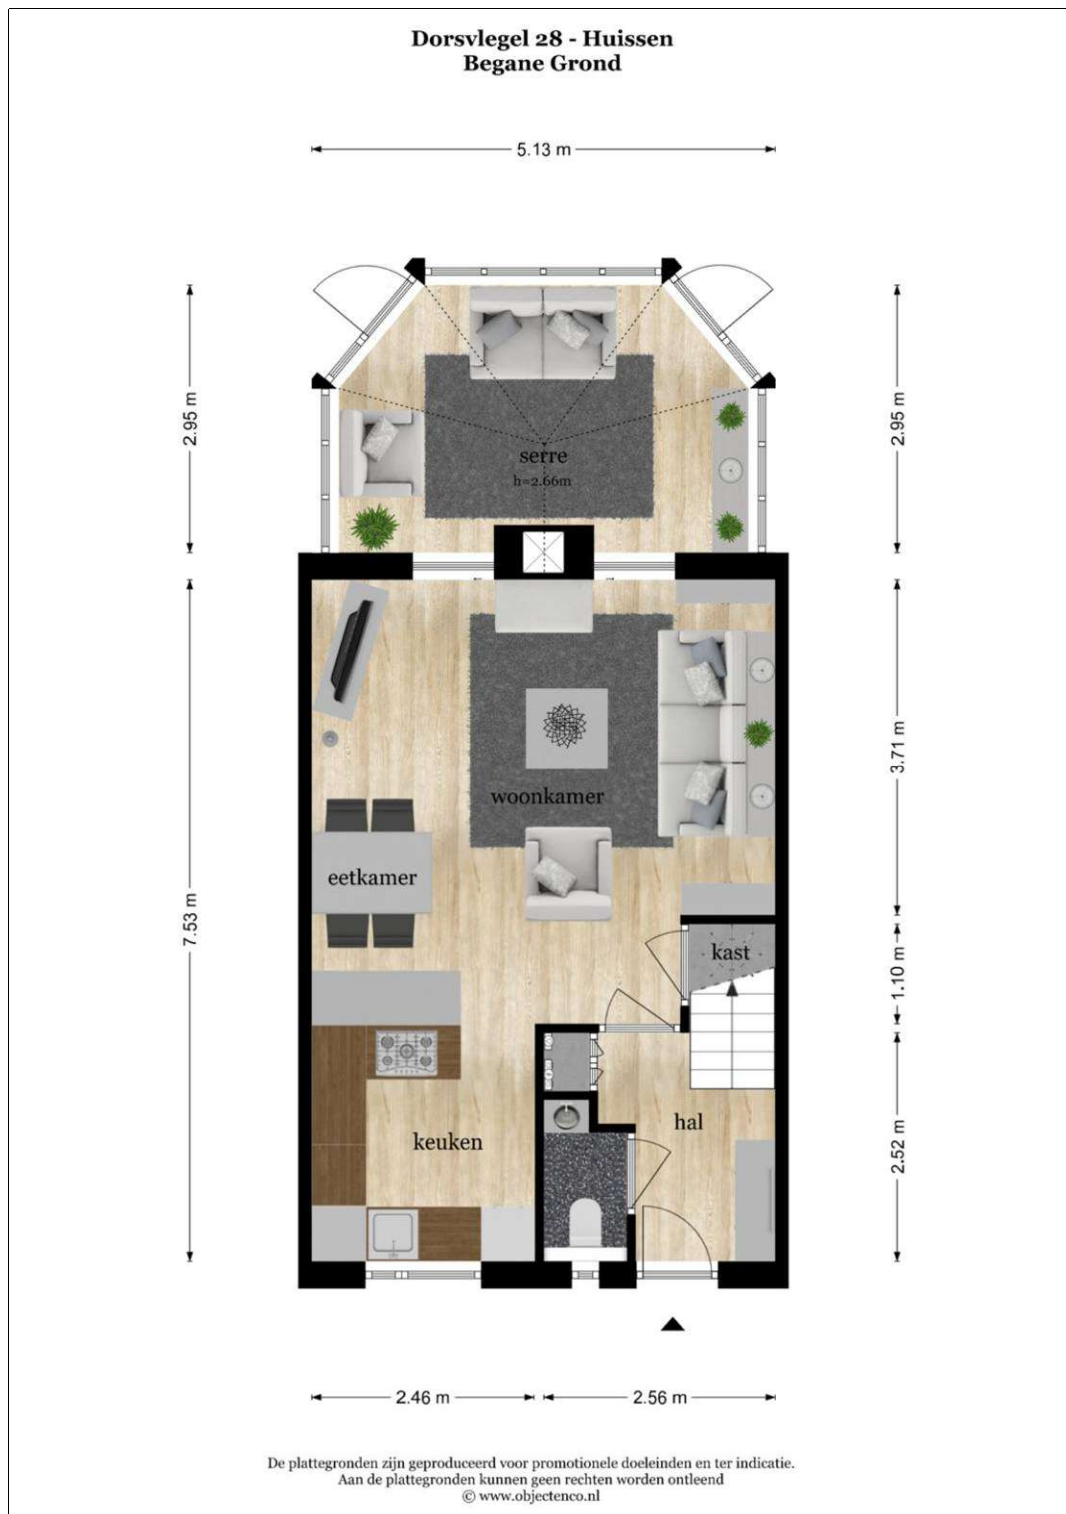 Dorsvlegel 28 - Huissen
Begane Grond
5.13 m
2.95 m
2.95 m
serre
h=2.66m
woonkamer
3.71 m
eetkamer
7.53 m
kast
1.10 m
hal
keuken
2.52 m
2.46 m
2.56 m
De plattegronden zijn geproduceerd voor promotionele doeleinden en ter indicatie.
Aan de plattegronden kunnen geen rechten worden ontleend
© www.objectenco.nl